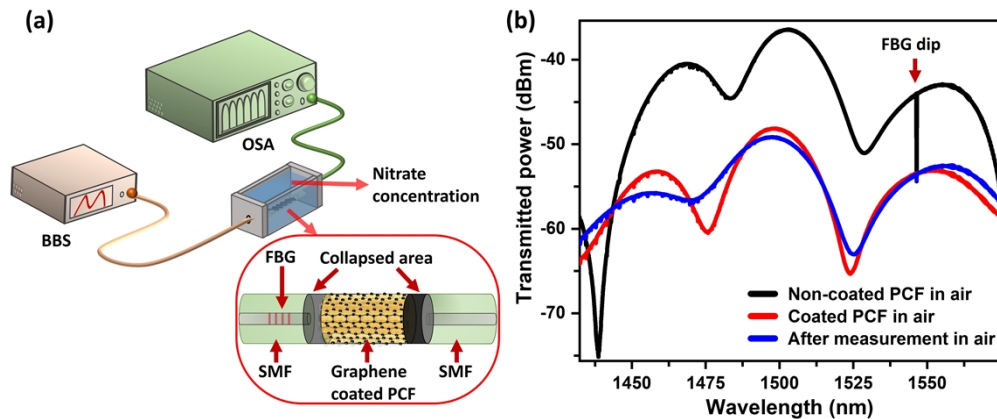 (a)
OSA
BBS
Nitrate
concentration
FBG
Collapsed area
SMF
Graphene
coated PCF
SMF
(b)
Transmitted power (dBm)
-40
-50
-60
-70
FBG dip
Non-coated PCF in air
Coated PCF in air
After measurement in air
1450
1475
1500
1525
1550
Wavelength (nm)